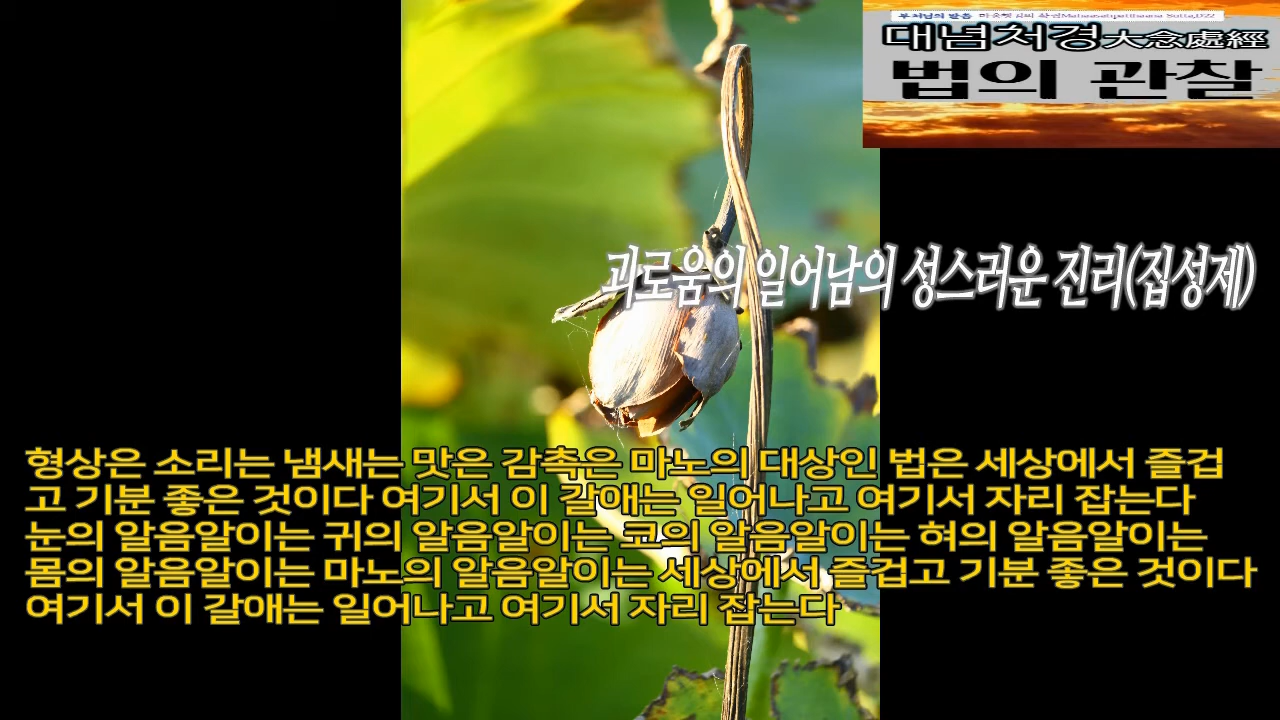 부처님의 말씀
대념처경大念處經
법의 관찰
괴로움의 일어남의 성스러운 진리(집성제)
형상은 소리는 냄새는 맛은 감촉은 마노의 대상인 법은 세상에서 즐겁
고 기분 좋은 것이다 여기서 이 갈애는 일어나고 여기서 자리 잡는다
눈의 알음알이는 귀의 알음알이는 코의 알음알이는 혀의 알음알이는
몸의 알음알이는 마노의 알음알이는 세상에서 즐겁고 기분 좋은 것이다
여기서 이 갈애는 일어나고 여기서 자리 잡는다